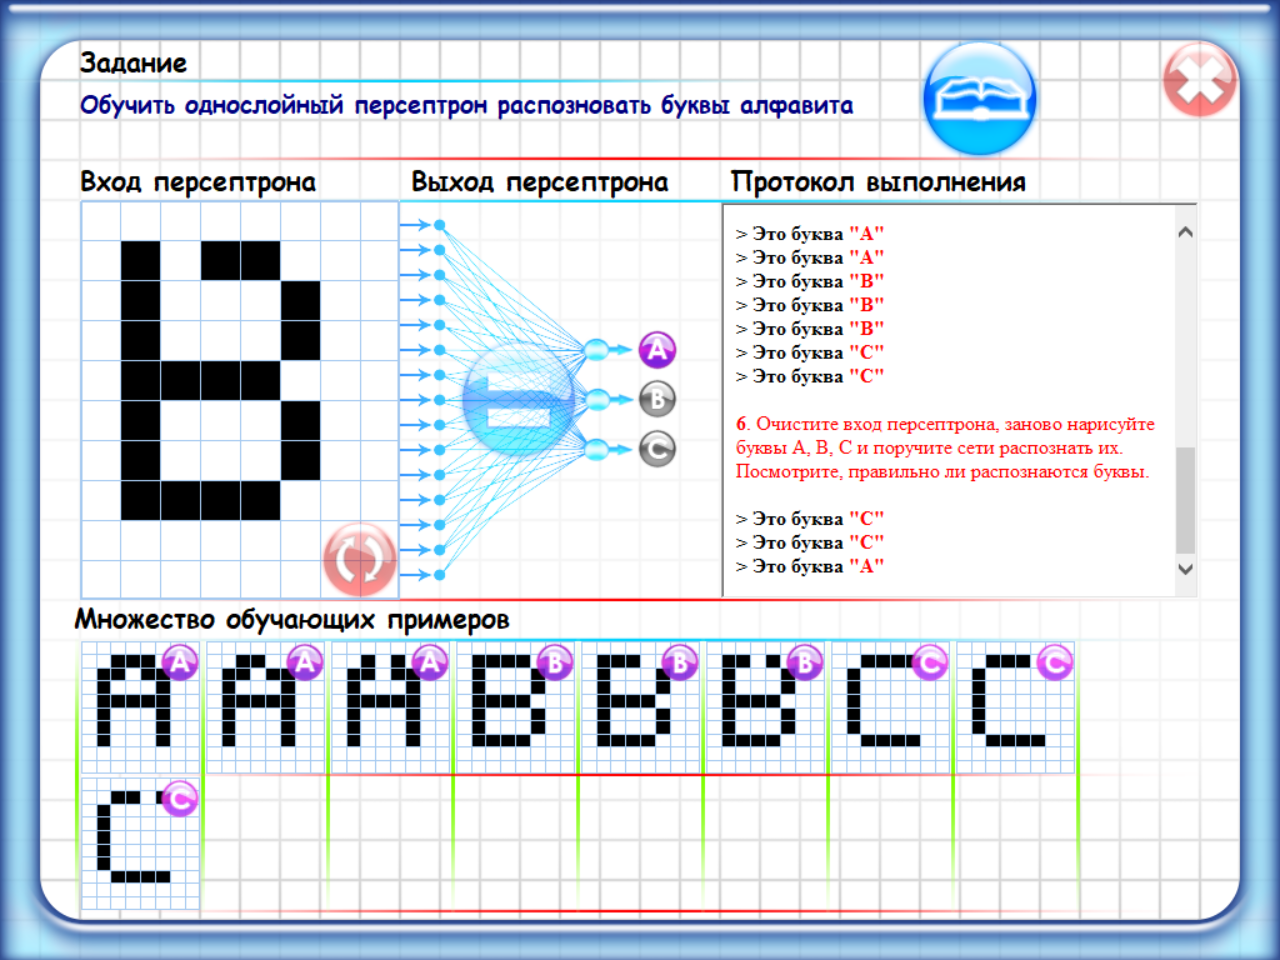 Задание
Обучить однослойный персептрон распозновать буквы алфавита
Вход персептрона
Выход персептрона
Протокол выполнения
A
B
C
> Это буква "A"
> Это буква "A"
> Это буква "B"
> Это буква "B"
> Это буква "B"
> Это буква "C"
> Это буква "C"
6. Очистите вход персептрона, заново нарисуйте
буквы A, B, C и поручите сети распознать их.
Посмотрите, правильно ли распознаются буквы.
> Это буква "C"
> Это буква "C"
> Это буква "A"
Множество обучающих примеров
A A A B B B C C
C